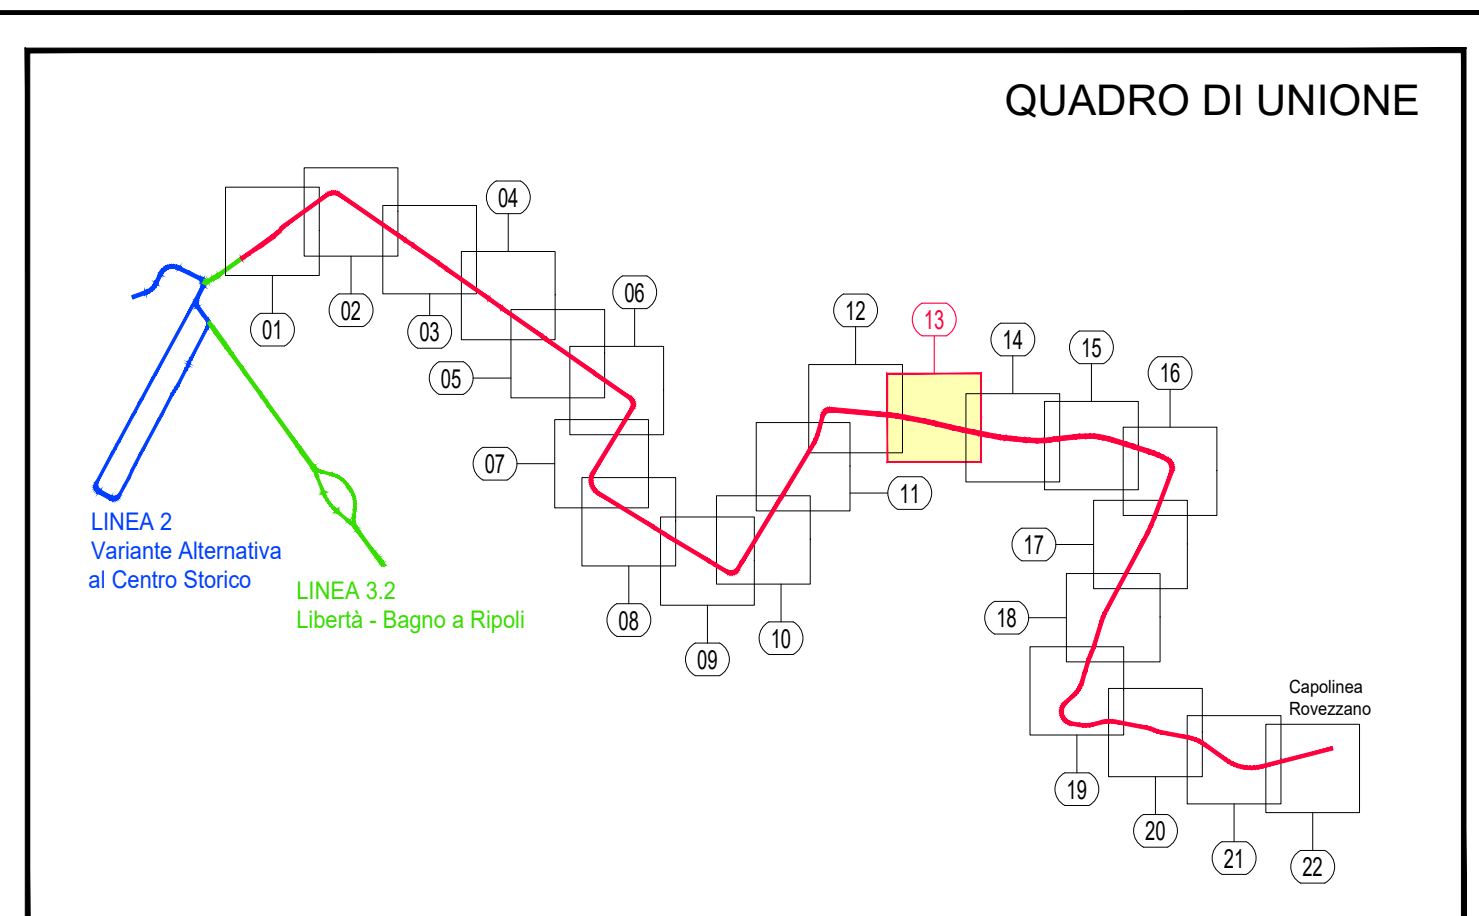 QUADRO DI UNIONE
04
06
12
13
14
15
16
01
02
03
05
07
11
17
18
08
09
10
LINEA 2
Variante Alternativa
al Centro Storico
LINEA 3.2
Libertà - Bagno a Ripoli
Capolinea
Rovezzano
19
20
21
22